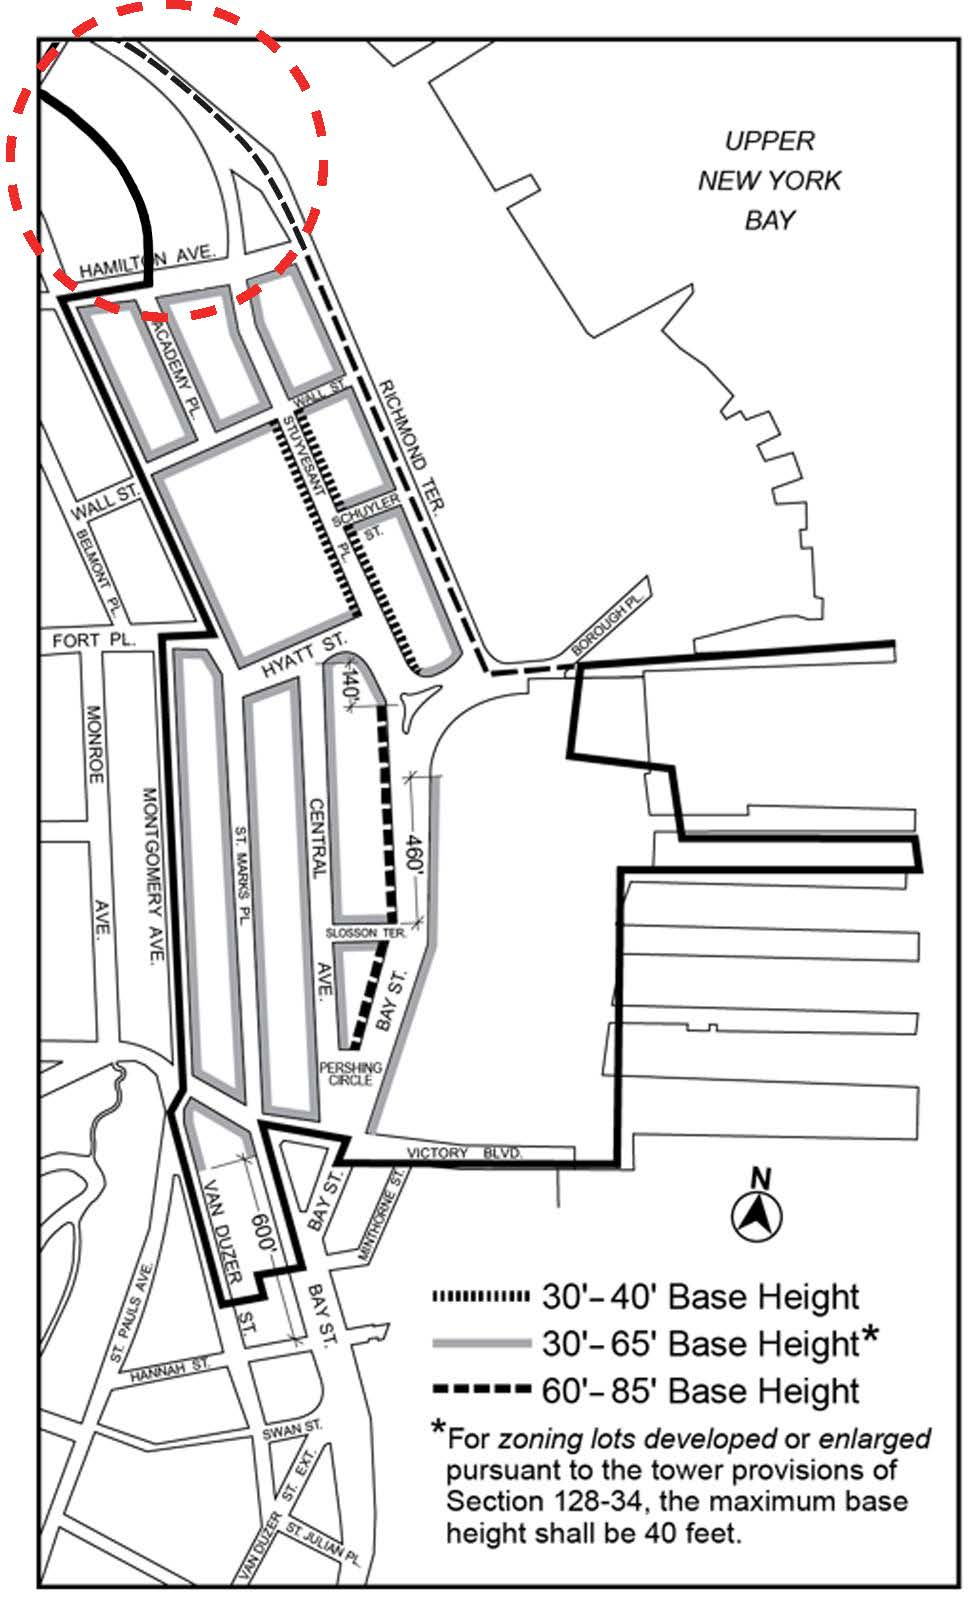 UPPER
NEW YORK
BAY
HAMILTON AVE.
ACADEMY PL.
WALL ST.
STUYVESANT
PL.
RICHMOND TER.
SCHUYLER
ST.
WALL ST.
BELMONT PL.
FORT PL.
HYATT ST.
BOROUGH PL.
140'
MONROE
AVE.
MONTGOMERY AVE.
ST. MARKS PL.
CENTRAL
AVE.
460'
SLOSSON TER.
BAY ST.
PERSHING
CIRCLE
VICTORY BLVD.
VAN DUZER
ST.
600'
BAY ST.
MINTHORNE ST.
BAY ST.
ST. PAULS AVE.
HANNAH ST.
SWAN ST.
VAN DUZER ST. EXT.
ST. JULIAN PL.
N
30'-40' Base Height
30'-65' Base Height*
60'-85' Base Height
*For zoning lots developed or enlarged
pursuant to the tower provisions of
Section 128-34, the maximum base
height shall be 40 feet.